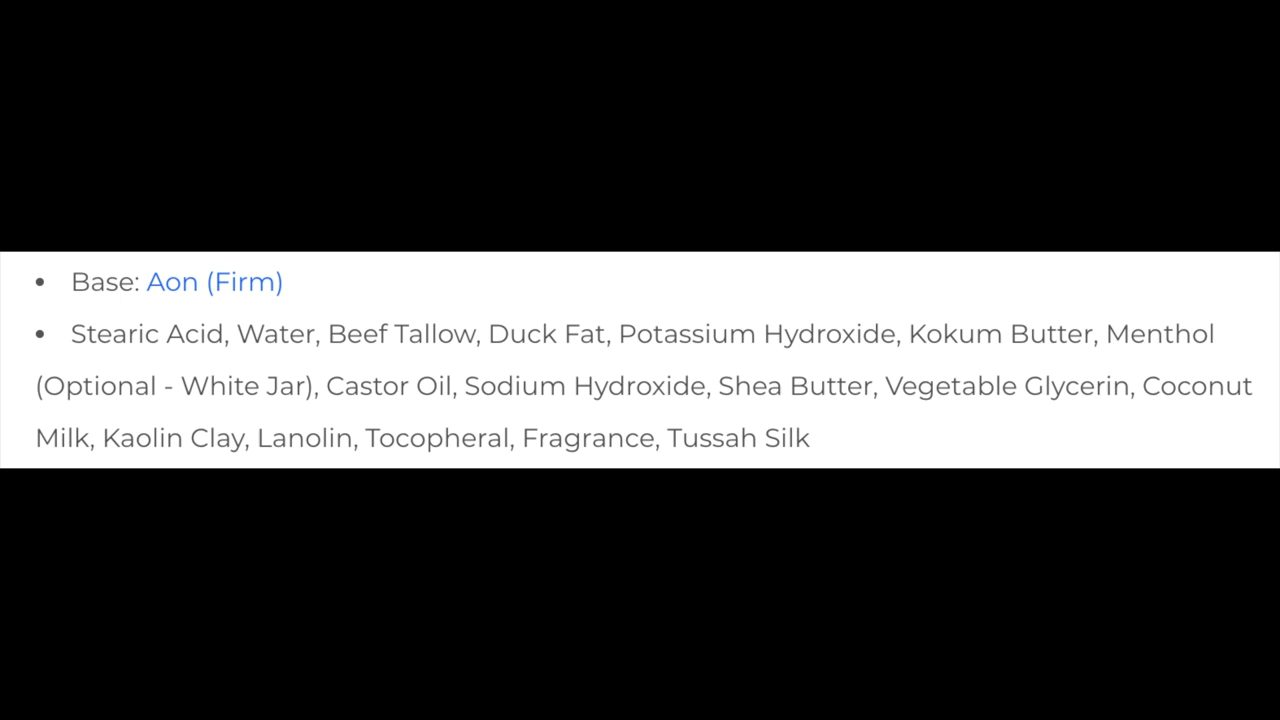 • Base: Aon (Firm)
• Stearic Acid, Water, Beef Tallow, Duck Fat, Potassium Hydroxide, Kokum Butter, Menthol
(Optional - White Jar), Castor Oil, Sodium Hydroxide, Shea Butter, Vegetable Glycerin, Coconut
Milk, Kaolin Clay, Lanolin, Tocopheral, Fragrance, Tussah Silk